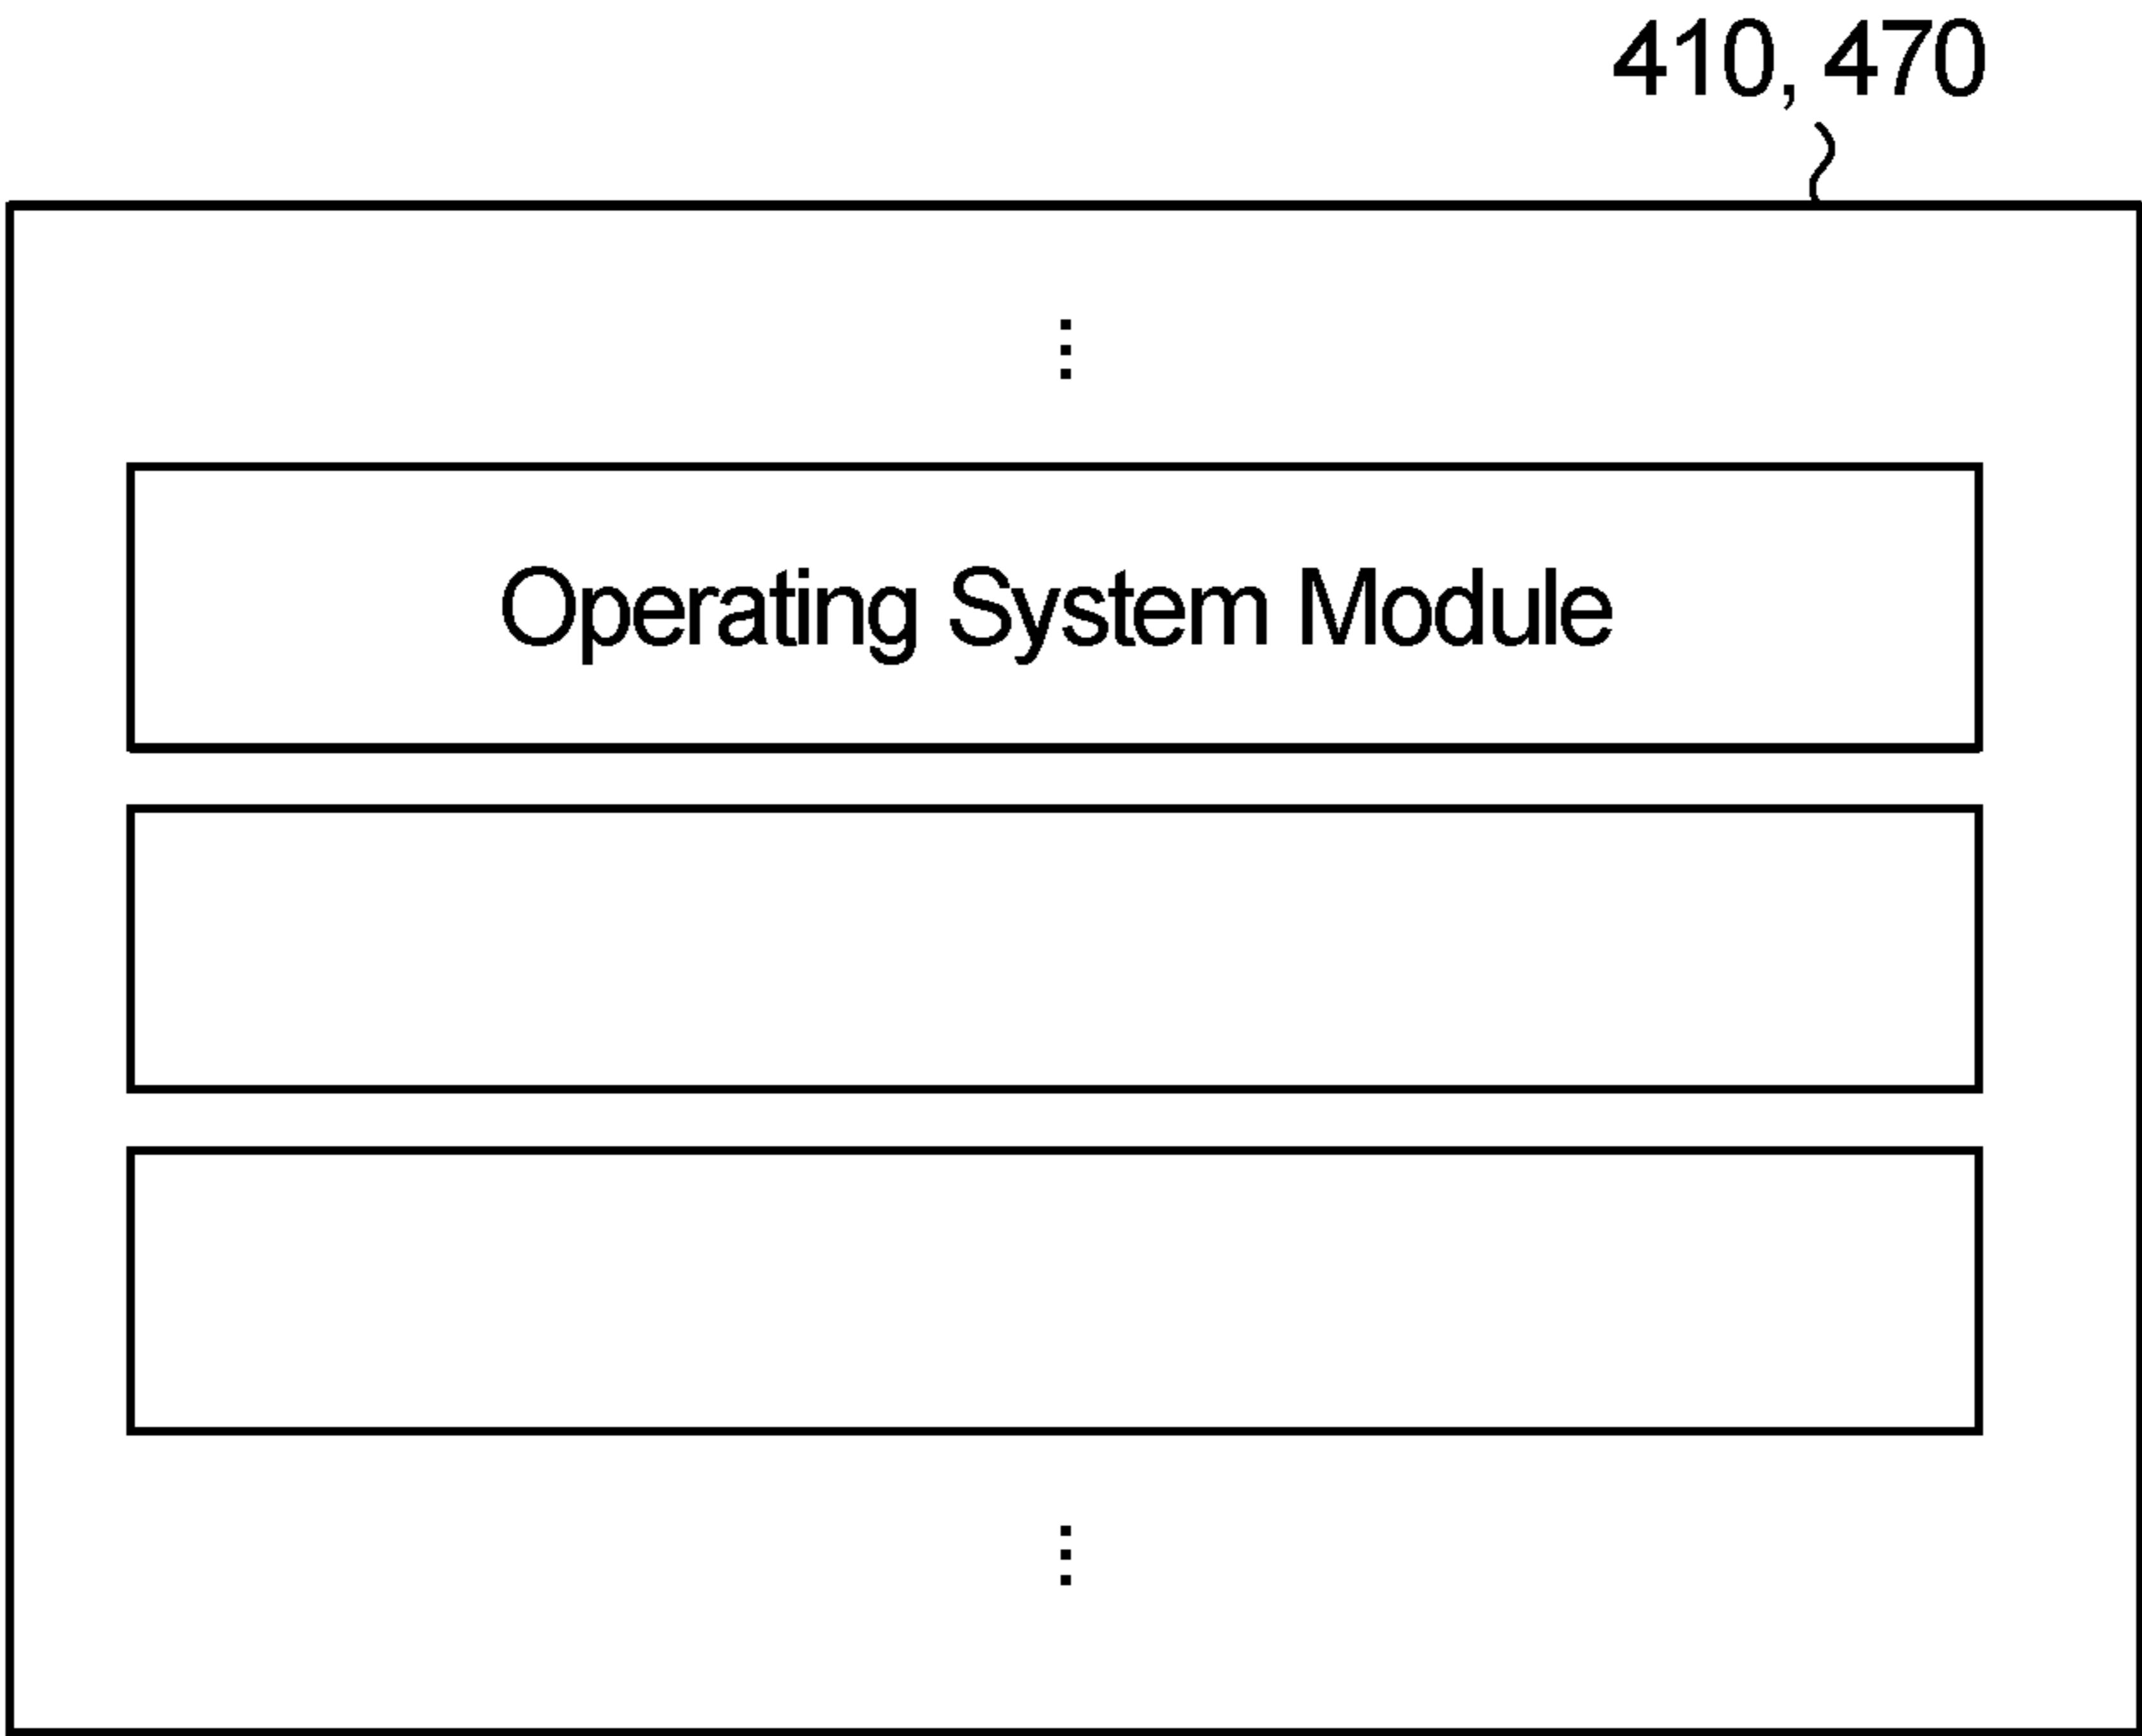 410, 470
⋮
Operating System Module
⋮